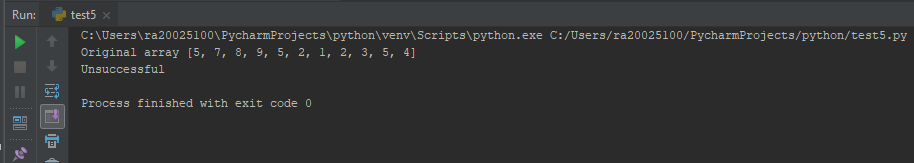 Run: test5
C:\Users\ra20025100\PycharmProjects\python\venv\Scripts\python.exe C:/Users/ra20025100/PycharmProjects/python/test5.py
Original array [5, 7, 8, 9, 5, 2, 1, 2, 3, 5, 4]
Unsuccessful
Process finished with exit code 0